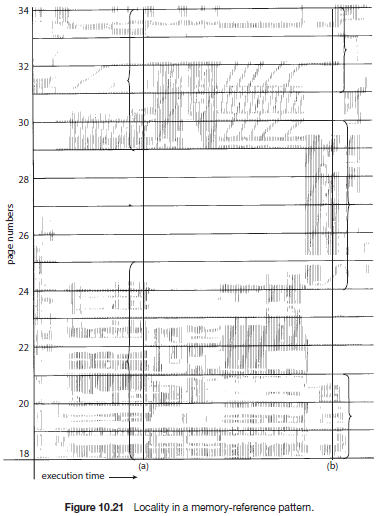 34
32
30
28
26
24
22
20
18
page numbers
(a)
(b)
execution time
Figure 10.21 Locality in a memory-reference pattern.